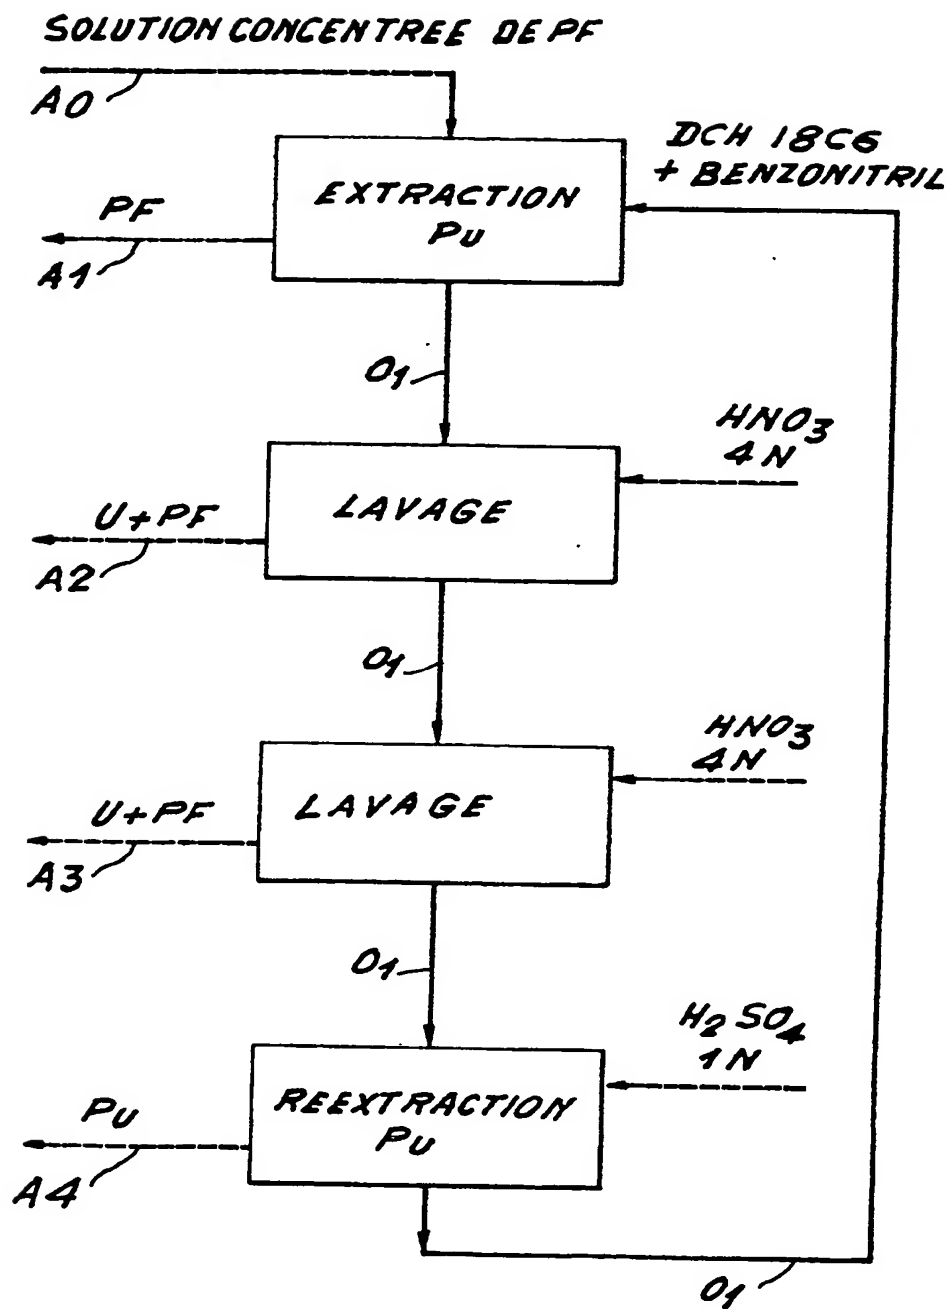 SOLUTION CONCENTREE DE PF
A0
DCH 18C6
+ BENZONITRIL
EXTRACTION
Pu
PF
A1
O1
HNO3
4N
LAVAGE
U+PF
A2
O1
HNO3
4N
LAVAGE
U+PF
A3
O1
H2SO4
1N
REEXTRACTION
Pu
Pu
A4
O1